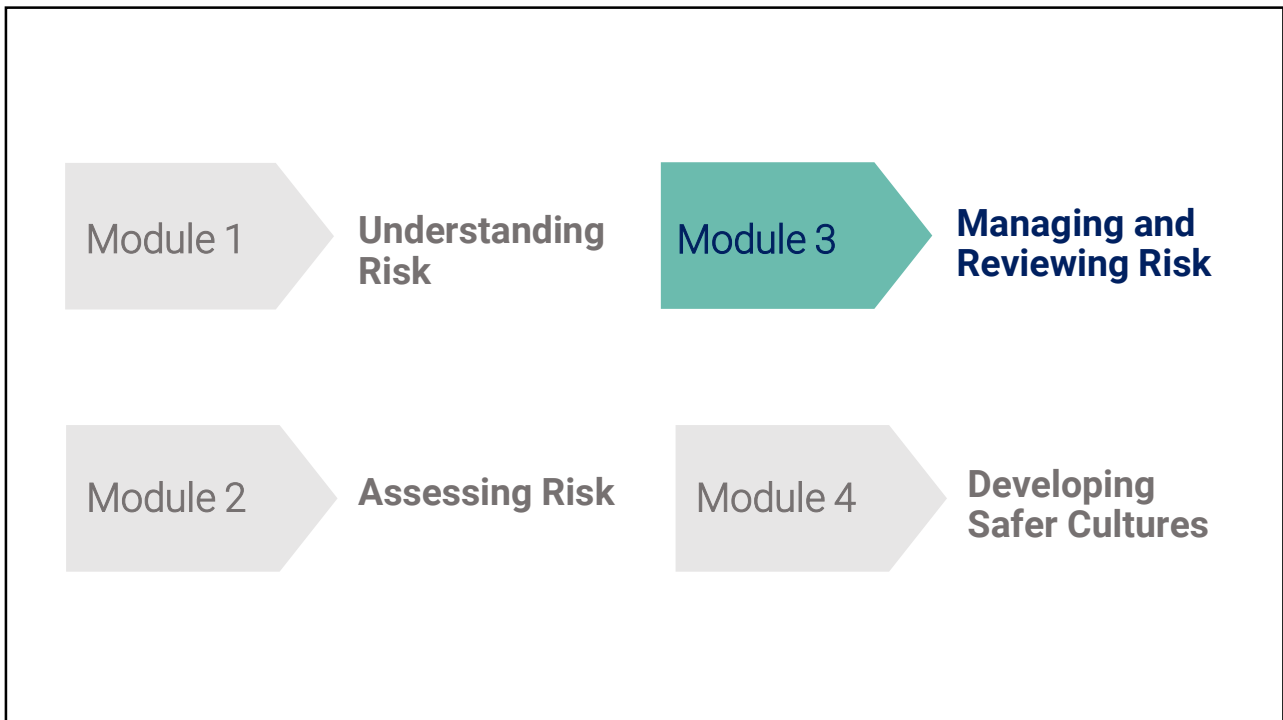 Module 1
Understanding
Risk
Module 2
Assessing Risk
Module 3
Managing and
Reviewing Risk
Module 4
Developing
Safer Cultures